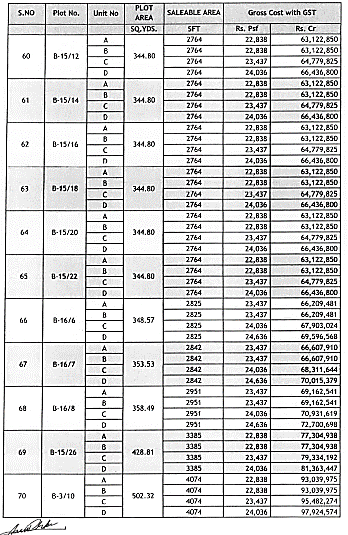 S.NO Plot No. Unit No PLOT AREA SALEABLE AREA Gross Cost with GST
SQ.YDS. SFT Rs. Psf Rs. Cr
60 B-15/12 344.80
A 2764 22,838 63,122,850
B 2764 22,838 63,122,850
C 2764 23,437 64,779,825
D 2764 24,036 66,436,800
61 B-15/14 344.80
A 2764 22,838 63,122,850
B 2764 22,838 63,122,850
C 2764 23,437 64,779,825
D 2764 24,036 66,436,800
62 B-15/16 344.80
A 2764 22,838 63,122,850
B 2764 22,838 63,122,850
C 2764 23,437 64,779,825
D 2764 24,036 66,436,800
63 B-15/18 344.80
A 2764 22,838 63,122,850
B 2764 22,838 63,122,850
C 2764 23,437 64,779,825
D 2764 24,036 66,436,800
64 B-15/20 344.80
A 2764 22,838 63,122,850
B 2764 22,838 63,122,850
C 2764 23,437 64,779,825
D 2764 24,036 66,436,800
65 B-15/22 344.80
A 2764 22,838 63,122,850
B 2764 22,838 63,122,850
C 2764 23,437 64,779,825
D 2764 24,036 66,436,800
66 B-16/6 348.57
A 2825 23,437 66,209,481
B 2825 23,437 66,209,481
C 2825 24,036 67,903,024
D 2825 24,636 69,596,568
67 B-16/7 353.53
A 2842 23,437 66,607,910
B 2842 23,437 66,607,910
C 2842 24,036 68,311,644
D 2842 24,636 70,015,379
68 B-16/8 358.49
A 2951 23,437 69,162,541
B 2951 23,437 69,162,541
C 2951 24,036 70,931,619
D 2951 24,636 72,700,698
69 B-15/26 428.81
A 3385 22,838 77,304,938
B 3385 22,838 77,304,938
C 3385 23,437 79,334,192
D 3385 24,036 81,363,447
70 B-3/10 502.32
A 4074 22,838 93,039,975
B 4074 22,838 93,039,975
C 4074 23,437 95,482,274
D 4074 24,036 97,924,574